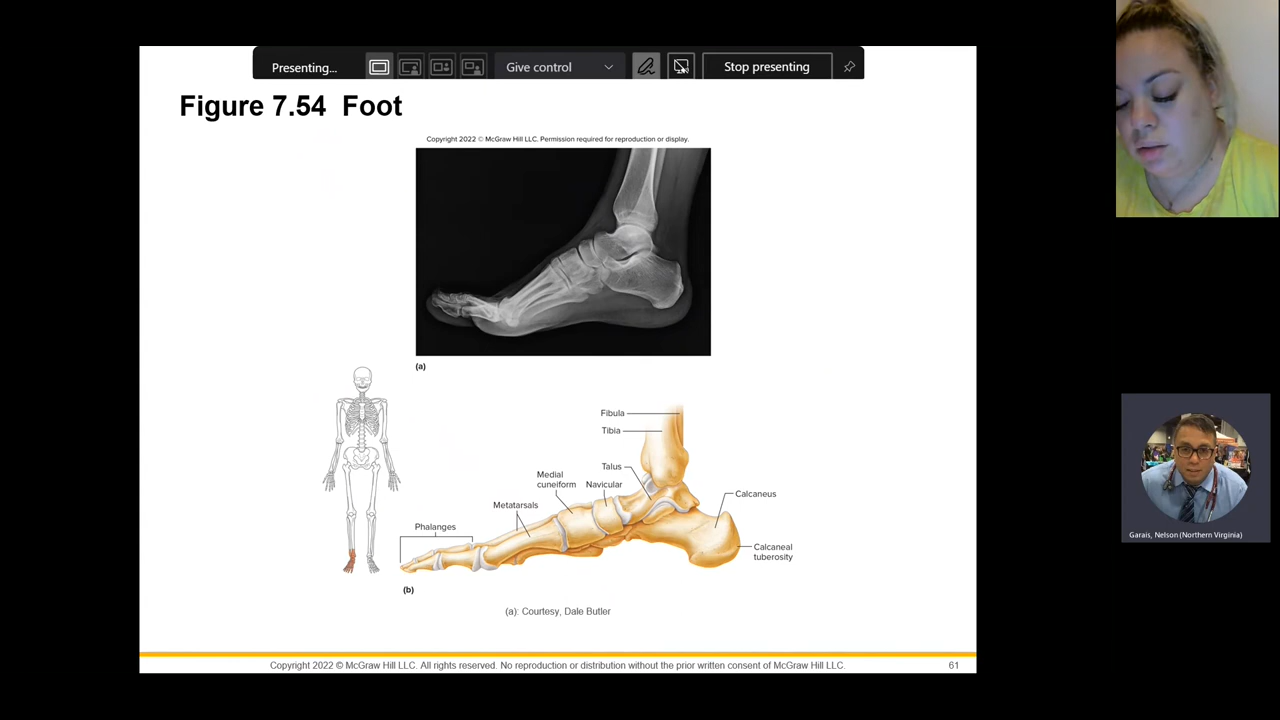 Presenting...
Give control
Stop presenting
Figure 7.54 Foot
Copyright 2022 © McGraw Hill LLC. Permission required for reproduction or display.
(a)
Fibula
Tibia
Talus
Medial
cuneiform
Navicular
Calcaneus
Metatarsals
Phalanges
Calcaneal
tuberosity
(b)
(a): Courtesy, Dale Butler
Copyright 2022 © McGraw Hill LLC. All rights reserved. No reproduction or distribution without the prior written consent of McGraw Hill LLC.
61
Garais, Nelson (Northern Virginia)